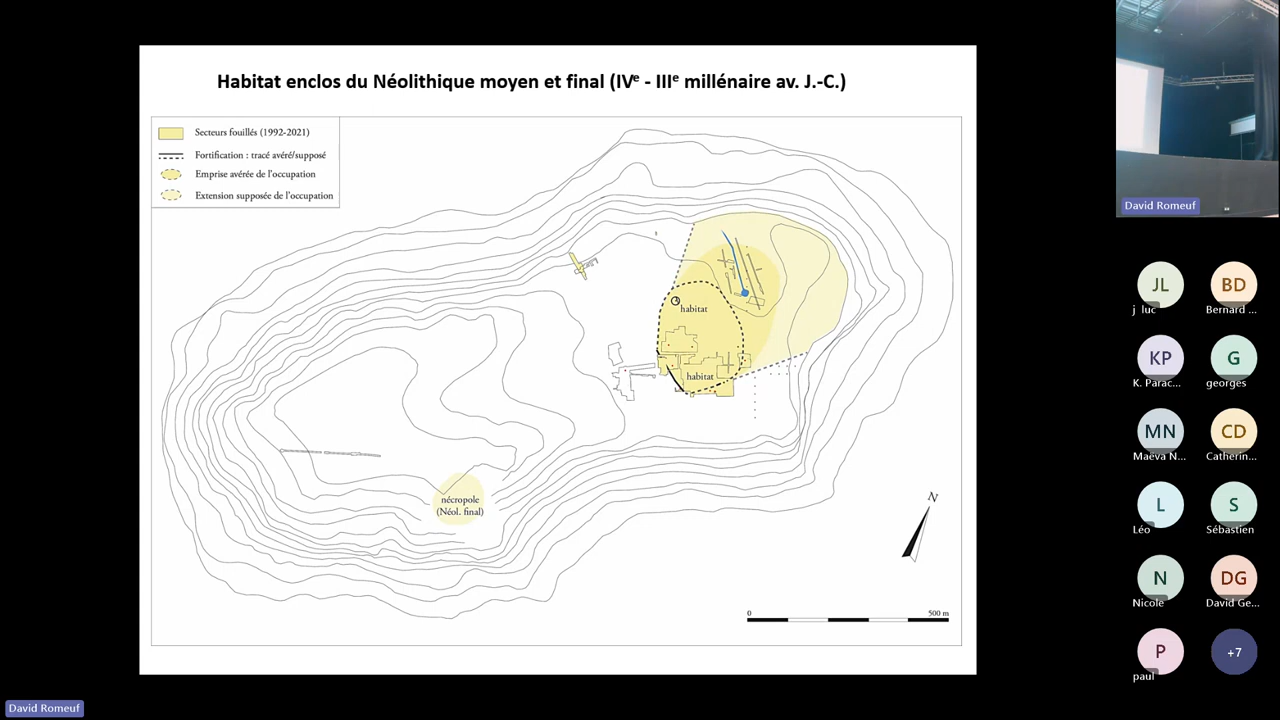 Habitat enclos du Néolithique moyen et final (IVe - IIIe millénaire av. J.-C.)
Secteurs fouillés (1992-2021)
Fortification : tracé avéré/supposé
Emprise avérée de l'occupation
Extension supposée de l'occupation
habitat
habitat
nécropole
(Néol. final)
N
0 500 m
David Romeuf
JL
j luc
BD
Bernard ...
KP
K. Parac...
G
georges
MN
Maëva N...
CD
Catherin...
L
Léo
S
Sébastien
N
Nicole
DG
David Ge...
P
paul
+7
David Romeuf